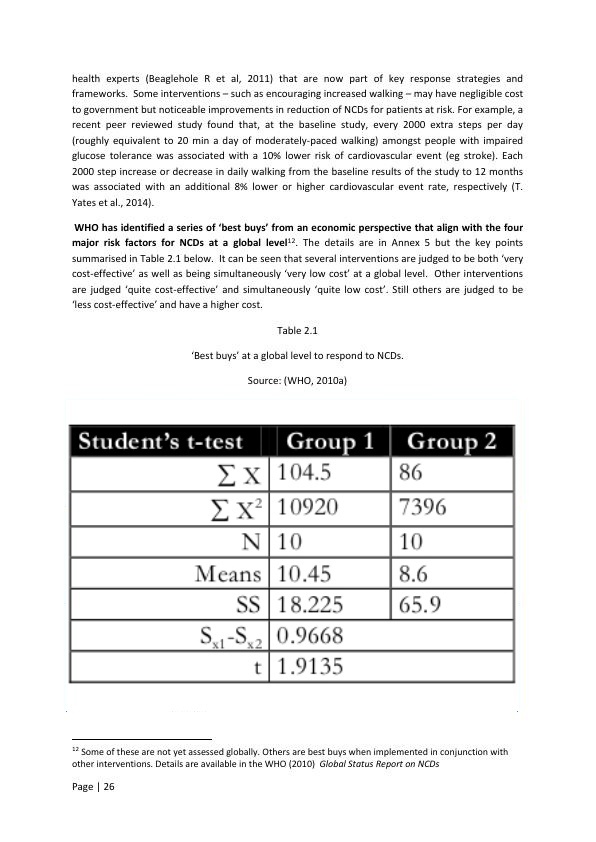 health experts (Beaglehole R et al, 2011) that are now part of key response strategies and
frameworks. Some interventions – such as encouraging increased walking – may have negligible cost
to government but noticeable improvements in reduction of NCDs for patients at risk. For example, a
recent peer reviewed study found that, at the baseline study, every 2000 extra steps per day
(roughly equivalent to 20 min a day of moderately-paced walking) amongst people with impaired
glucose tolerance was associated with a 10% lower risk of cardiovascular event (eg stroke). Each
2000 step increase or decrease in daily walking from the baseline results of the study to 12 months
was associated with an additional 8% lower or higher cardiovascular event rate, respectively (T.
Yates et al., 2014).
WHO has identified a series of ‘best buys’ from an economic perspective that align with the four
major risk factors for NCDs at a global level¹². The details are in Annex 5 but the key points
summarised in Table 2.1 below. It can be seen that several interventions are judged to be both ‘very
cost-effective’ as well as being simultaneously ‘very low cost’ at a global level. Other interventions
are judged ‘quite cost-effective’ and simultaneously ‘quite low cost’. Still others are judged to be
‘less cost-effective’ and have a higher cost.
Table 2.1
‘Best buys’ at a global level to respond to NCDs.
Source: (WHO, 2010a)
Student’s t-test Group 1 Group 2
∑ X 104.5 86
∑ X² 10920 7396
N 10 10
Means 10.45 8.6
SS 18.225 65.9
Sx1-Sx2 0.9668
t 1.9135
¹² Some of these are not yet assessed globally. Others are best buys when implemented in conjunction with
other interventions. Details are available in the WHO (2010) Global Status Report on NCDs
Page | 26